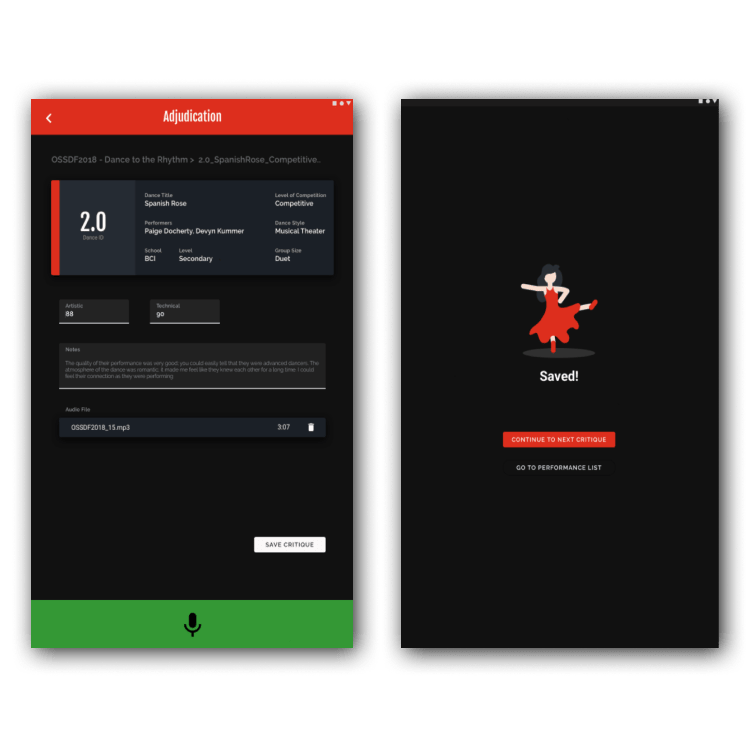 Adjudication
OSSDF2018 - Dance to the Rhythm > 2.0_SpanishRose_Competitive..
2.0
Dance ID
Dance Title
Spanish Rose
Level of Competition
Competitive
Performers
Paige Docherty, Devyn Kummer
Dance Style
Musical Theater
School
BCI
Level
Secondary
Group Size
Duet
Artistic
88
Technical
90
Notes
The quality of their performance was very good; you could easily tell that they were advanced dancers. The
atmosphere of the dance was romantic; it made me feel like they knew each other for a long time. I could
feel their connection as they were performing.
Audio File
OSSDF2018_15.mp3
3:07
SAVE CRITIQUE
Saved!
CONTINUE TO NEXT CRITIQUE
GO TO PERFORMANCE LIST